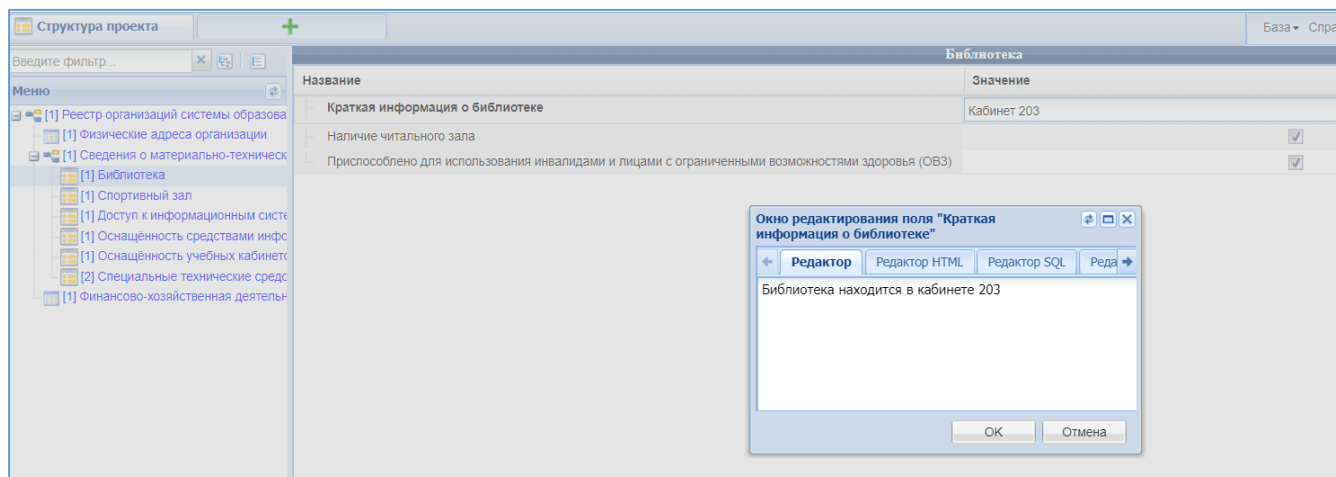 Структура проекта
База Спра
Введите фильтр...
Библиотека
Меню
Название Значение
[1] Реестр организаций системы образова
[1] Физические адреса организации
[1] Сведения о материально-техническ
[1] Библиотека
[1] Спортивный зал
[1] Доступ к информационным систе
[1] Оснащённость средствами инфо
[1] Оснащённость учебных кабинето
[2] Специальные технические средс
[1] Финансово-хозяйственная деятельн
Краткая информация о библиотеке Кабинет 203
Наличие читального зала
Приспособлено для использования инвалидами и лицами с ограниченными возможностями здоровья (ОВЗ)
Окно редактирования поля "Краткая
информация о библиотеке"
Редактор Редактор HTML Редактор SQL Реда
Библиотека находится в кабинете 203
OK Отмена